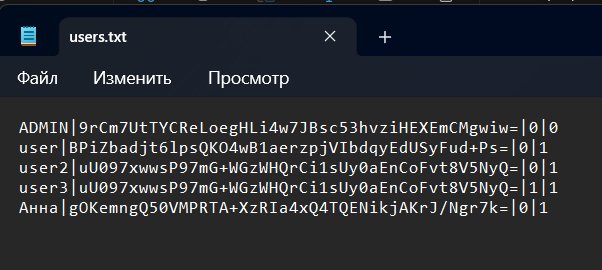 users.txt
Файл Изменить Просмотр
ADMIN|9rCm7UtTYCReLoegHLi4w7JBsc53hvziHEXEmCMgwiw=|0|0
user|BPiZbadjt6lpsQKO4wB1aerzpjVIbdqyEdUSyFud+Ps=|0|1
user2|uU097xwwsP97mG+WGzWHQrCi1sUy0aEnCoFvt8V5NyQ=|0|1
user3|uU097xwwsP97mG+WGzWHQrCi1sUy0aEnCoFvt8V5NyQ=|1|1
Анна|gOKemngQ50VMPRTA+XzRIa4xQ4TQENikjAKrJ/Ngr7k=|0|1